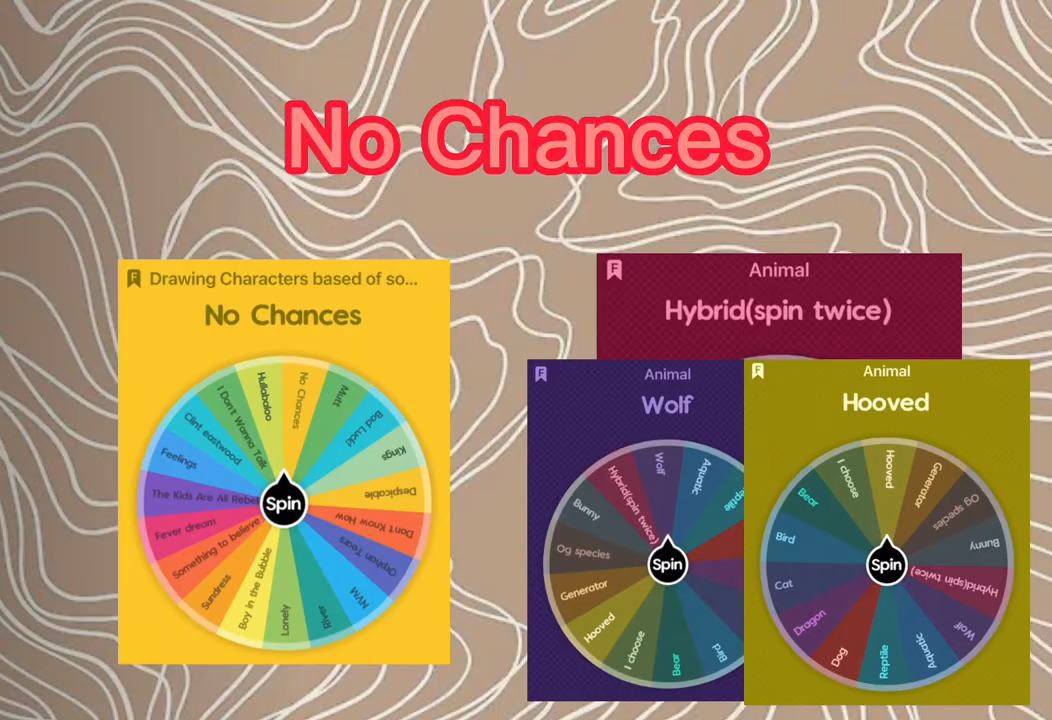 No Chances
Drawing Characters based of so...
No Chances
No Chances
Mutt
Bad Luck!
Kings
Despicable
Don't Know How
Orphan Tears
NVM
River
Lonely
Boy in the Bubble
Sundress
Something to believe
Fever dream
The Kids Are All Rebel
Feelings
Clint eastwood
I Don't Wanna Talk
Hullabaloo
Spin
Animal
Hybrid(spin twice)
Animal
Wolf
Wolf
Aquatic
eptile
Bird
Bear
I choose
Hooved
Generator
Og species
Bunny
Hybrid(spin twice)
Spin
Animal
Hooved
Hooved
Generator
Og species
Bunny
Hybrid(spin twice)
Wolf
Aquatic
Reptile
Dog
Dragon
Cat
Bird
Bear
I choose
Spin